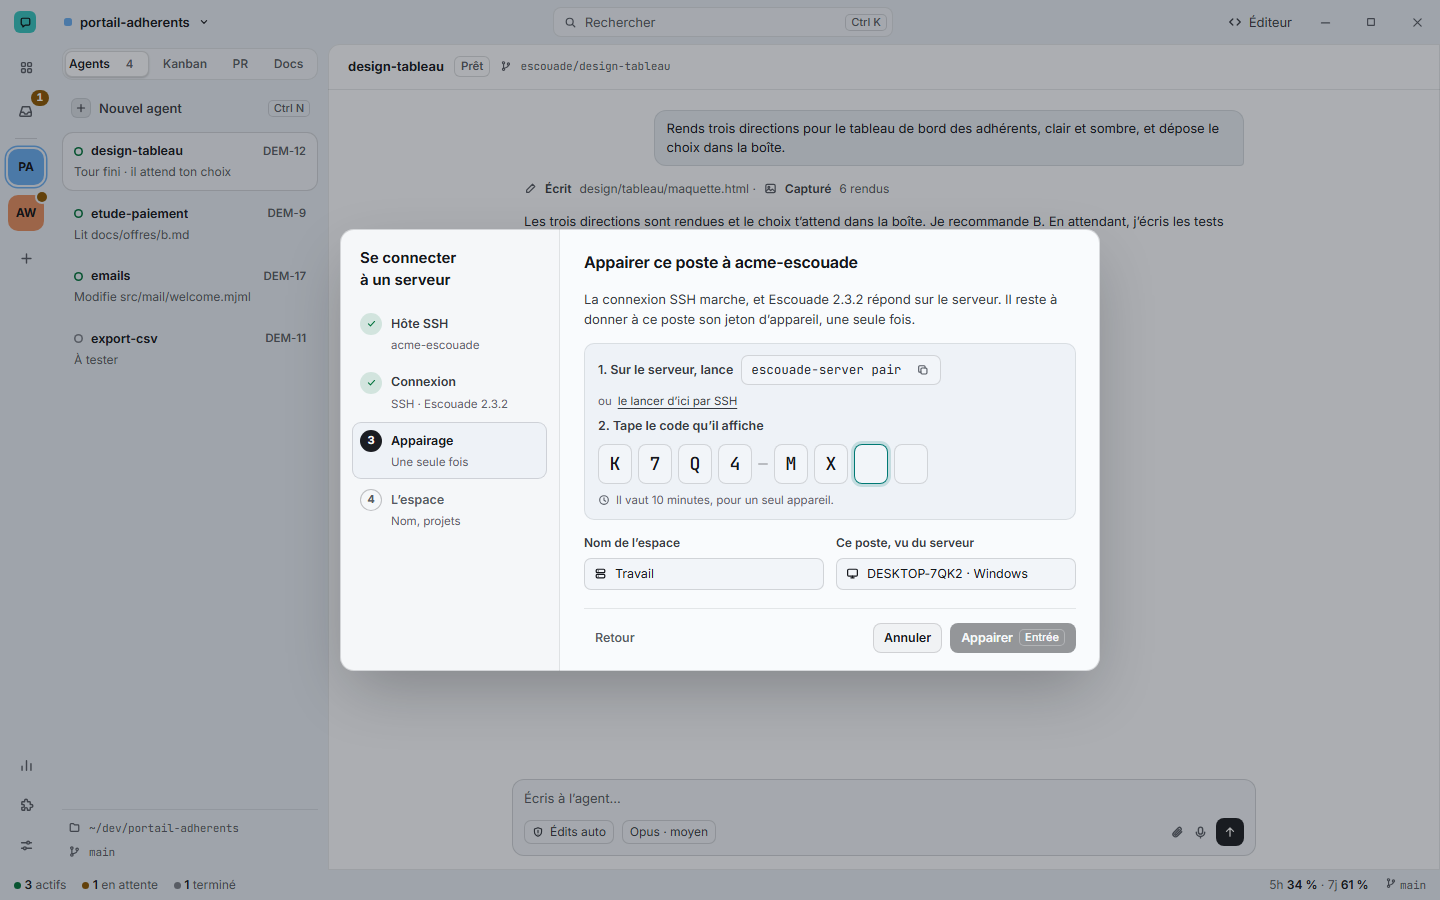 portail-adherents
Rechercher
Ctrl K
Éditeur
Agents 4
Kanban
PR
Docs
1
Nouvel agent
Ctrl N
PA
AW
design-tableau
DEM-12
Tour fini · il attend ton choix
etude-paiement
DEM-9
Lit docs/offres/b.md
emails
DEM-17
Modifie src/mail/welcome.mjml
export-csv
DEM-11
À tester
~/dev/portail-adherents
main
design-tableau
Prêt
escouade/design-tableau
Rends trois directions pour le tableau de bord des adhérents, clair et sombre, et dépose le
choix dans la boîte.
Écrit design/tableau/maquette.html · Capturé 6 rendus
Les trois directions sont rendues et le choix t’attend dans la boîte. Je recommande B. En attendant, j’écris les tests
Se connecter
à un serveur
Hôte SSH
acme-escouade
Connexion
SSH · Escouade 2.3.2
3
Appairage
Une seule fois
4
L’espace
Nom, projets
Appairer ce poste à acme-escouade
La connexion SSH marche, et Escouade 2.3.2 répond sur le serveur. Il reste à
donner à ce poste son jeton d’appareil, une seule fois.
1. Sur le serveur, lance escouade-server pair
ou le lancer d’ici par SSH
2. Tape le code qu’il affiche
K 7 Q 4 – M X
Il vaut 10 minutes, pour un seul appareil.
Nom de l’espace
Travail
Ce poste, vu du serveur
DESKTOP-7QK2 · Windows
Retour
Annuler
Appairer Entrée
Écris à l’agent…
Édits auto
Opus · moyen
3 actifs
1 en attente
1 terminé
5h 34 % · 7j 61 %
main